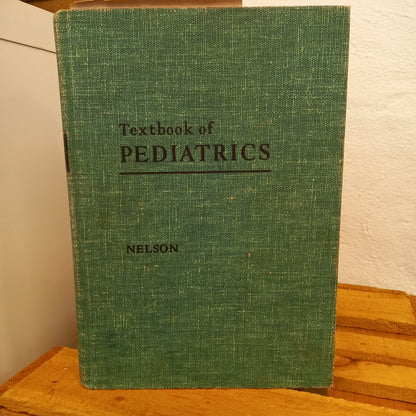 Textbook of
PEDIATRICS
NELSON